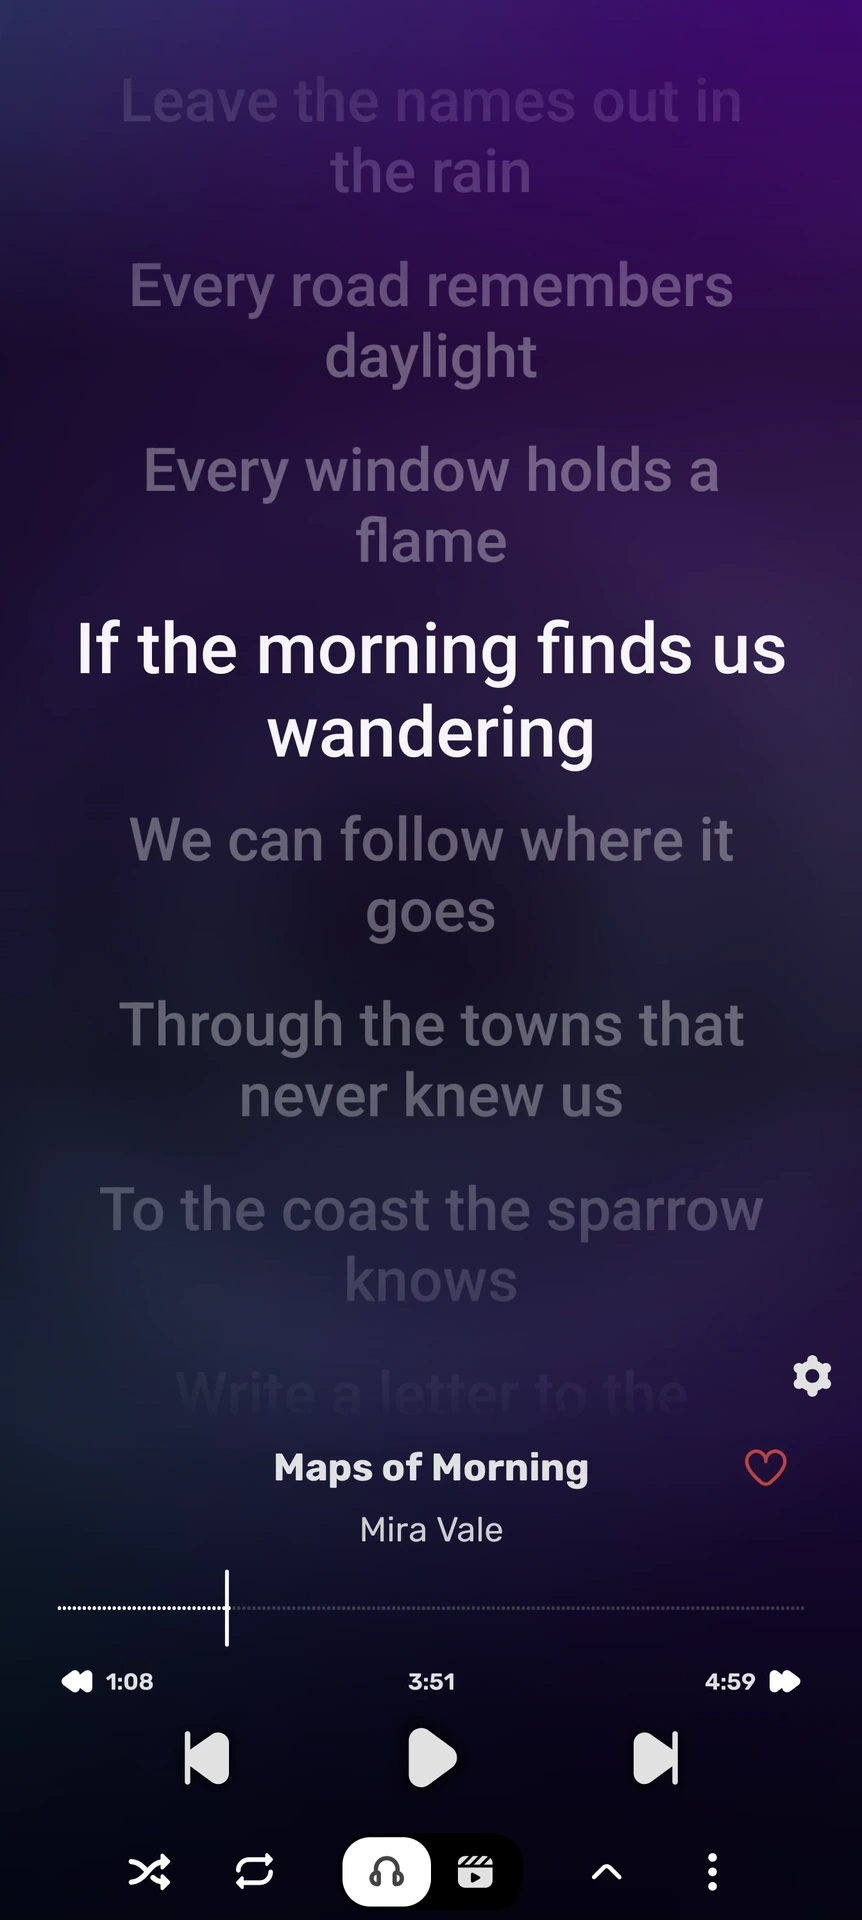 Leave the names out in
the rain
Every road remembers
daylight
Every window holds a
flame
If the morning finds us
wandering
We can follow where it
goes
Through the towns that
never knew us
To the coast the sparrow
knows
Write a letter to the
Maps of Morning
Mira Vale
1:08 3:51 4:59